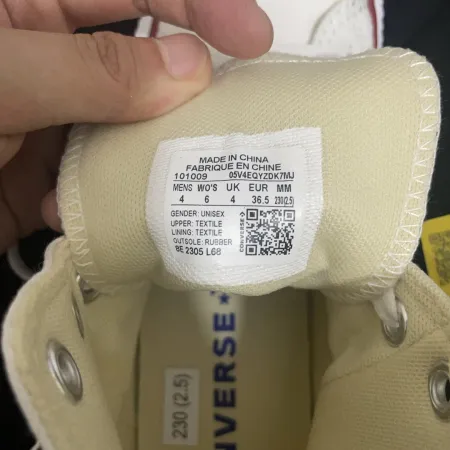 MADE IN CHINA
FABRIQUE EN CHINE
101009 05V4EQYZDK7MJ
MENS WO'S UK EUR MM
4 6 4 36.5 230(2.5)
GENDER: UNISEX
UPPER: TEXTILE
LINING: TEXTILE
OUTSOLE: RUBBER
BE 2305 L68
CONVERSE
230 (2.5)
CONVERSE